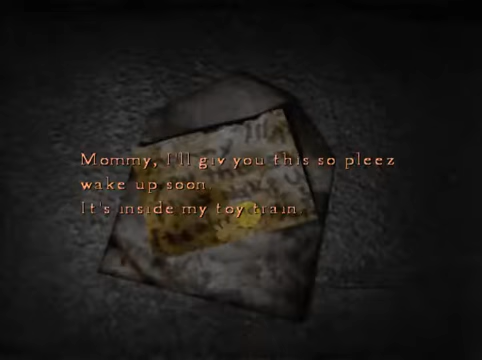 Mommy, I'll giv you this so pleez
wake up soon
It's inside my toy train